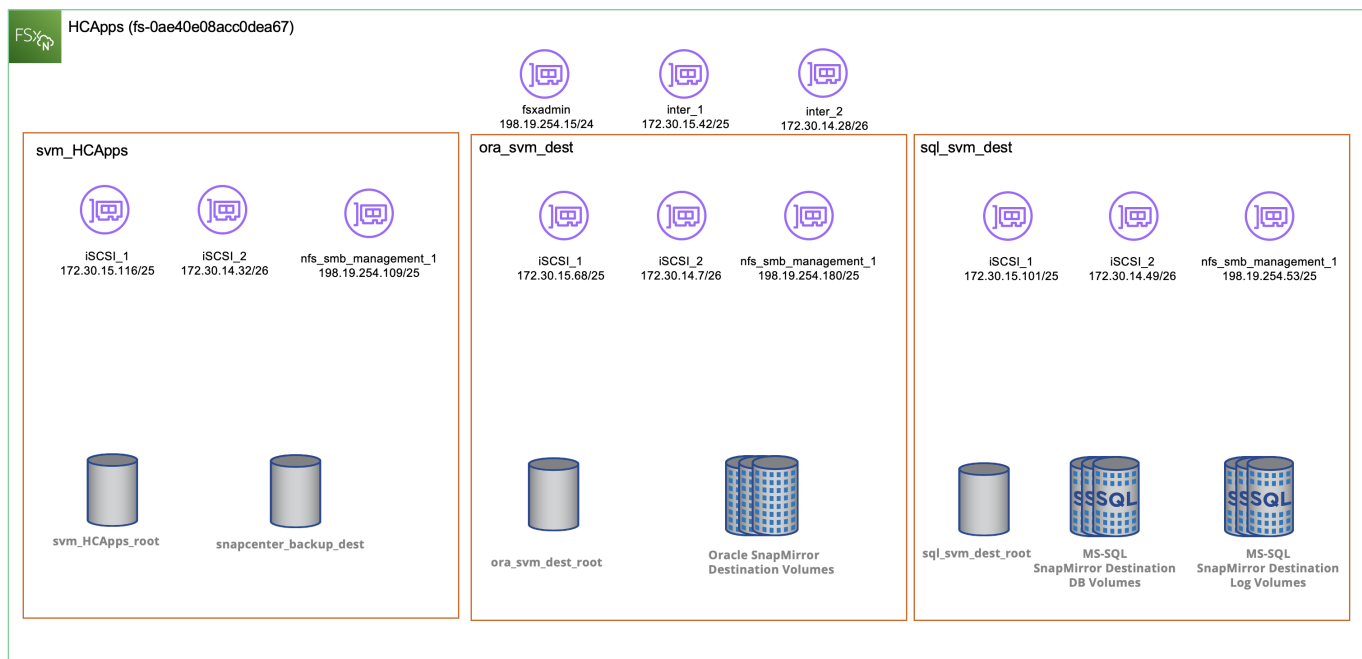 FSx
N
HCApps (fs-0ae40e08acc0dea67)
fsxadmin
198.19.254.15/24
inter_1
172.30.15.42/25
inter_2
172.30.14.28/26
svm_HCApps
iSCSI_1
172.30.15.116/25
iSCSI_2
172.30.14.32/26
nfs_smb_management_1
198.19.254.109/25
svm_HCApps_root
snapcenter_backup_dest
ora_svm_dest
iSCSI_1
172.30.15.68/25
iSCSI_2
172.30.14.7/26
nfs_smb_management_1
198.19.254.180/25
ora_svm_dest_root
Oracle SnapMirror
Destination Volumes
sql_svm_dest
iSCSI_1
172.30.15.101/25
iSCSI_2
172.30.14.49/26
nfs_smb_management_1
198.19.254.53/25
sql_svm_dest_root
S S SQL
MS-SQL
SnapMirror Destination
DB Volumes
S S SQL
MS-SQL
SnapMirror Destination
Log Volumes